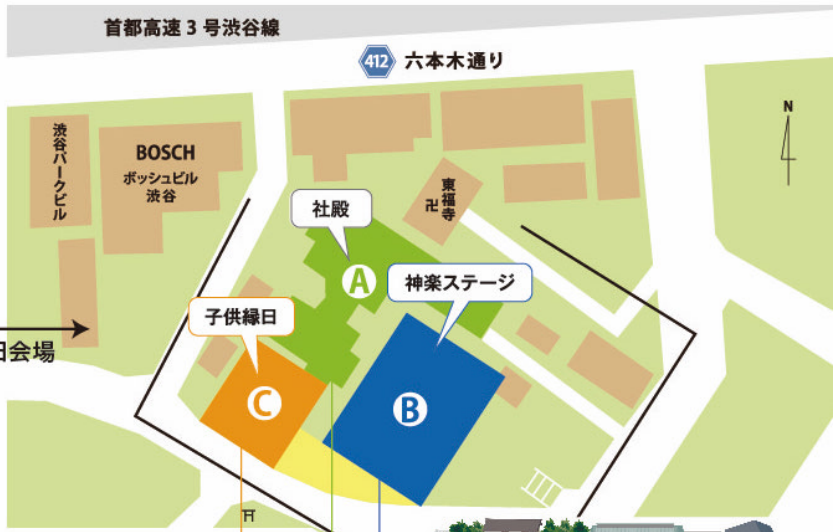 首都高速3号渋谷線
412 六本木通り
N
渋谷パークビル
BOSCH
ボッシュビル
渋谷
東福寺
卍
社殿
A
神楽ステージ
子供縁日
日会場
C
B